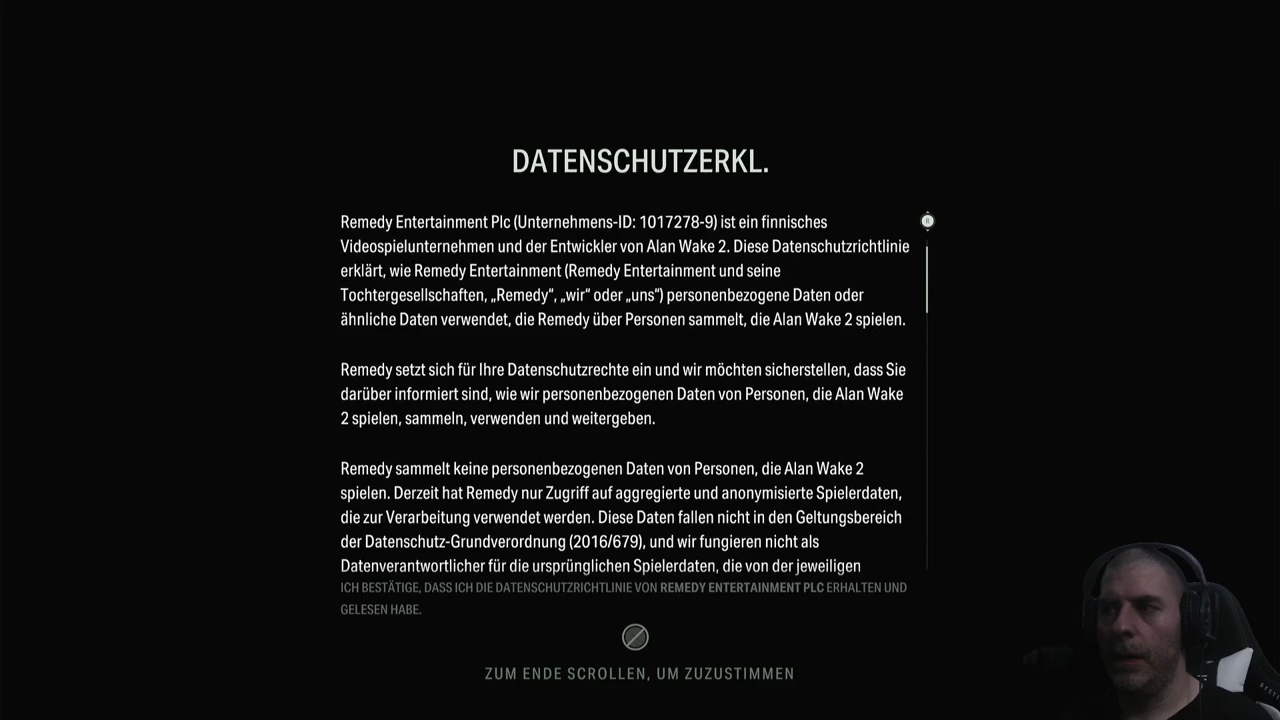 DATENSCHUTZERKL.
Remedy Entertainment Plc (Unternehmens-ID: 1017278-9) ist ein finnisches
Videospielunternehmen und der Entwickler von Alan Wake 2. Diese Datenschutzrichtlinie
erklärt, wie Remedy Entertainment (Remedy Entertainment und seine
Tochtergesellschaften, „Remedy“, „wir“ oder „uns“) personenbezogene Daten oder
ähnliche Daten verwendet, die Remedy über Personen sammelt, die Alan Wake 2 spielen.
Remedy setzt sich für Ihre Datenschutzrechte ein und wir möchten sicherstellen, dass Sie
darüber informiert sind, wie wir personenbezogenen Daten von Personen, die Alan Wake
2 spielen, sammeln, verwenden und weitergeben.
Remedy sammelt keine personenbezogenen Daten von Personen, die Alan Wake 2
spielen. Derzeit hat Remedy nur Zugriff auf aggregierte und anonymisierte Spielerdaten,
die zur Verarbeitung verwendet werden. Diese Daten fallen nicht in den Geltungsbereich
der Datenschutz-Grundverordnung (2016/679), und wir fungieren nicht als
Datenverantwortlicher für die ursprünglichen Spielerdaten, die von der jeweiligen
ICH BESTÄTIGE, DASS ICH DIE DATENSCHUTZRICHTLINIE VON REMEDY ENTERTAINMENT PLC ERHALTEN UND
GELESEN HABE.
ZUM ENDE SCROLLEN, UM ZUZUSTIMMEN